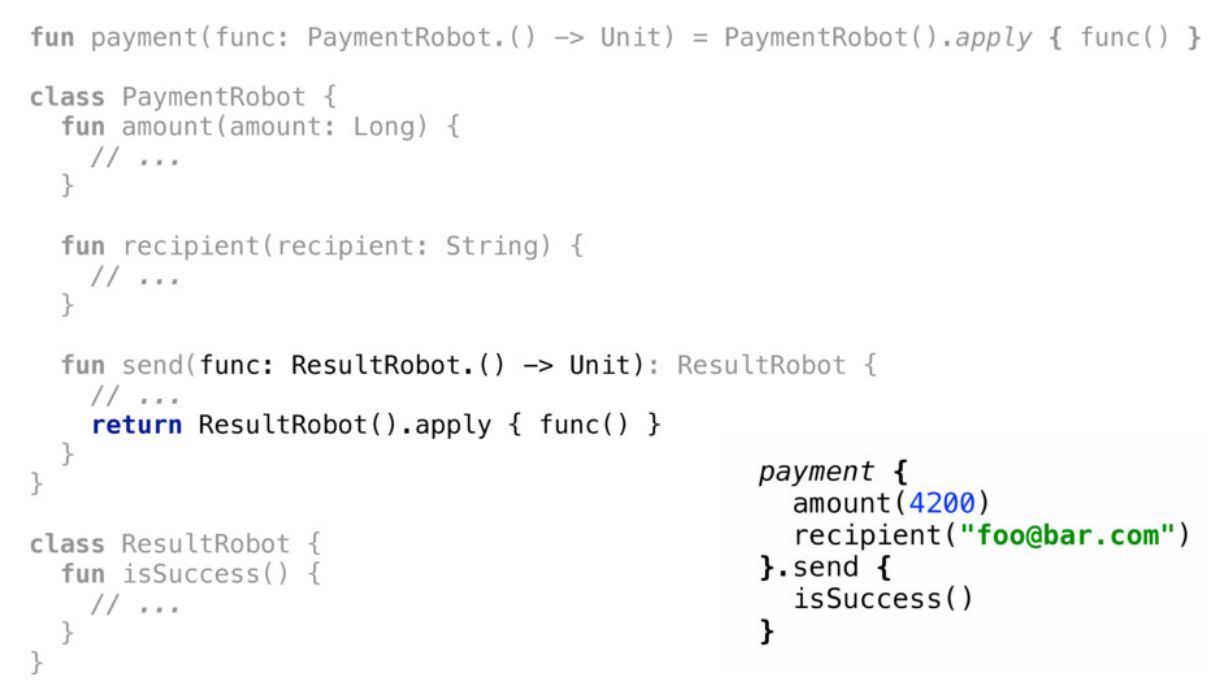 fun payment(func: PaymentRobot.() -> Unit) = PaymentRobot().apply { func() }
class PaymentRobot {
  fun amount(amount: Long) {
    // ...
  }
  fun recipient(recipient: String) {
    // ...
  }
  fun send(func: ResultRobot.() -> Unit): ResultRobot {
    // ...
    return ResultRobot().apply { func() }
  }
}
class ResultRobot {
  fun isSuccess() {
    // ...
  }
}
payment {
  amount(4200)
  recipient("foo@bar.com")
}.send {
  isSuccess()
}